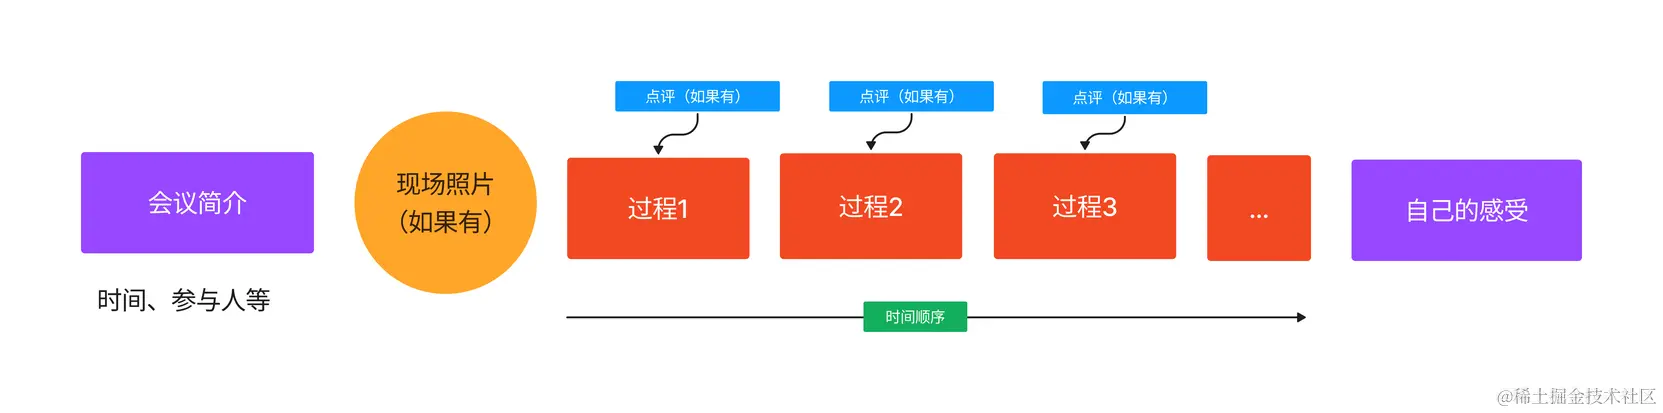 点评（如果有）
点评（如果有）
点评（如果有）
会议简介
现场照片
（如果有）
过程1
过程2
过程3
...
自己的感受
时间、参与人等
时间顺序
@稀土掘金技术社区